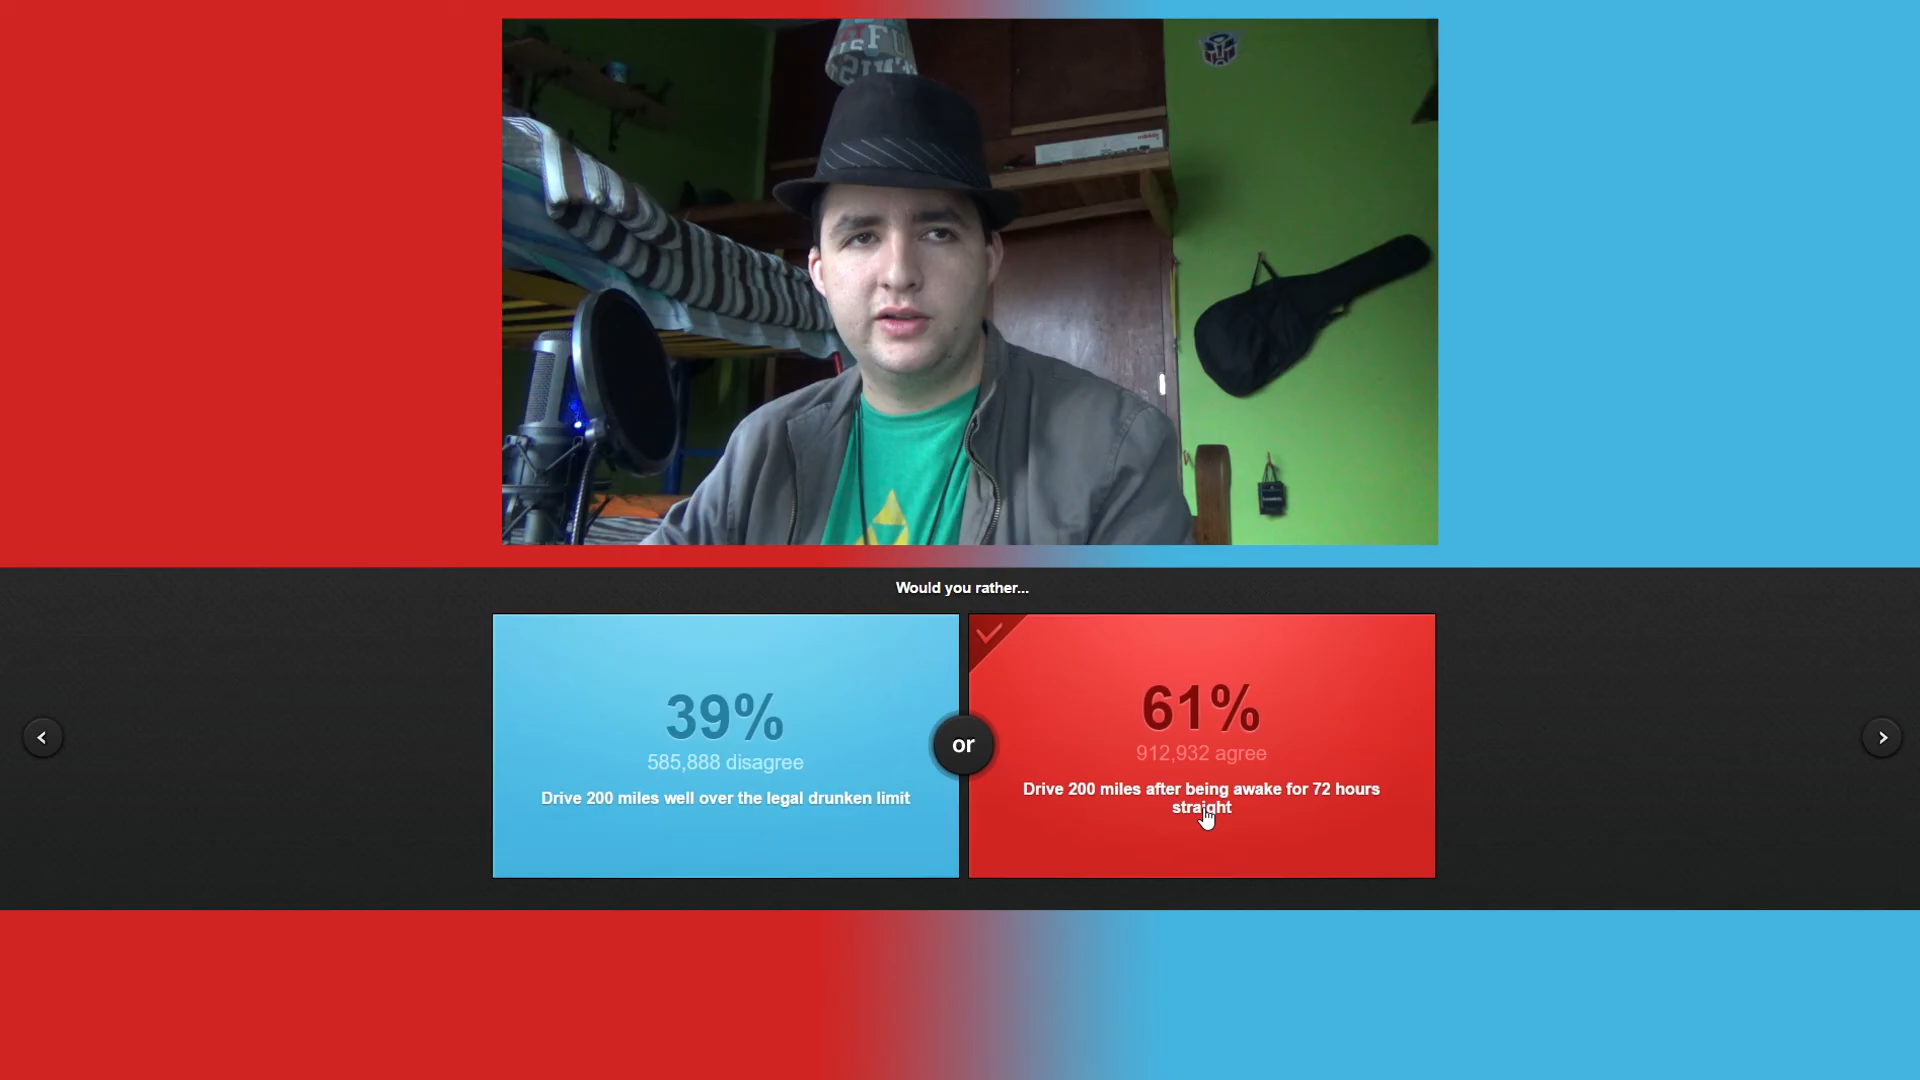 FU
Would you rather...
39%
585,888 disagree
Drive 200 miles well over the legal drunken limit
or
61%
912,932 agree
Drive 200 miles after being awake for 72 hours
straight